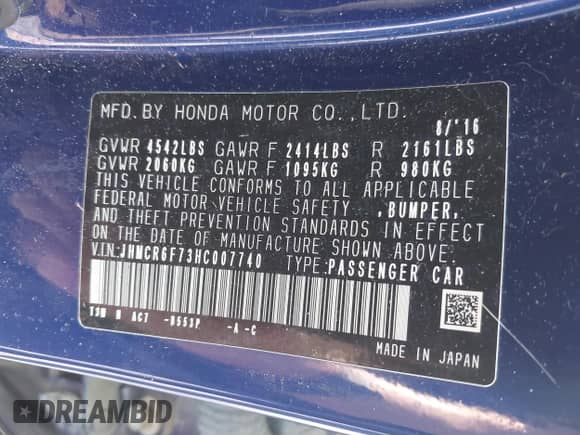 MFD.BY HONDA MOTOR CO.,LTD.
8/'16
GVWR 4542LBS GAWR F 2414LBS R 2161LBS
GVWR 2060KG GAWR F 1095KG R 980KG
THIS VEHICLE CONFORMS TO ALL APPLICABLE
FEDERAL MOTOR VEHICLE SAFETY ,BUMPER,
AND THEFT PREVENTION STANDARDS IN EFFECT
ON THE DATE OF MANUFACTURE SHOWN ABOVE.
V.I.N:JHMCR6F73HC007740 TYPE:PASSENGER CAR
-B553P -A -C
MADE IN JAPAN
DREAMBID